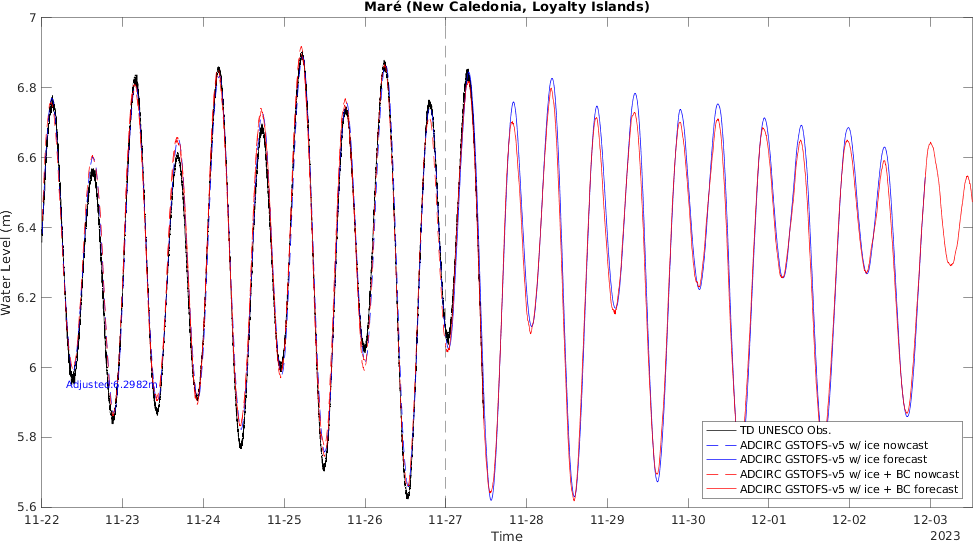 Maré (New Caledonia, Loyalty Islands)
7
6.8
6.6
6.4
6.2
6
5.8
5.6
Water Level (m)
Adjusted:6.2982m
TD UNESCO Obs.
ADCIRC GSTOFS-v5 w/ ice nowcast
ADCIRC GSTOFS-v5 w/ ice forecast
ADCIRC GSTOFS-v5 w/ ice + BC nowcast
ADCIRC GSTOFS-v5 w/ ice + BC forecast
11-22 11-23 11-24 11-25 11-26 11-27 11-28 11-29 11-30 12-01 12-02 12-03
Time
2023